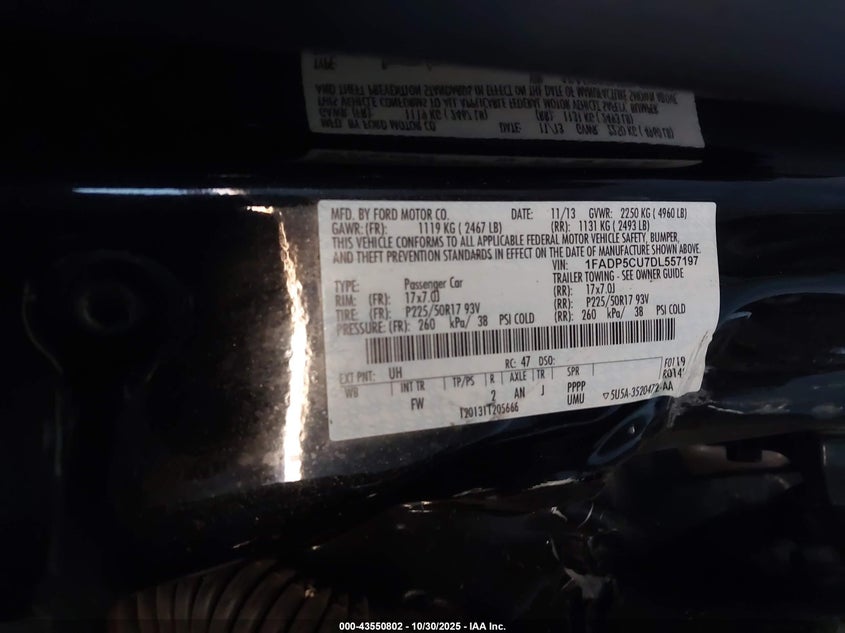 MFD. BY FORD MOTOR CO. DATE: 11/13 GVWR: 2250 KG ( 4960 LB)
GAWR: (FR): 1119 KG ( 2467 LB) (RR): 1131 KG ( 2493 LB)
THIS VEHICLE CONFORMS TO ALL APPLICABLE FEDERAL MOTOR VEHICLE SAFETY, BUMPER,
AND THEFT PREVENTION STANDARDS IN EFFECT ON THE DATE OF MANUFACTURE SHOWN ABOVE.
VIN: 1FADP5CU7DL557197
TYPE: Passenger Car TRAILER TOWING - SEE OWNER GUIDE
RIM: (FR): 17x7.0J (RR): 17x7.0J
TIRE: (FR): P225/50R17 93V (RR): P225/50R17 93V
PRESSURE: (FR): 260 kPa/ 38 PSI COLD (RR): 260 kPa/ 38 PSI COLD
EXT PNT: UH RC: 47 DSO:
WB INT TR TP/PS R AXLE TR SPR
FW 2 AN J PPPP
UMU
T20131T205666 ▽5U5A-3520472-AA
000-43550802 - 10/30/2025 - IAA Inc.